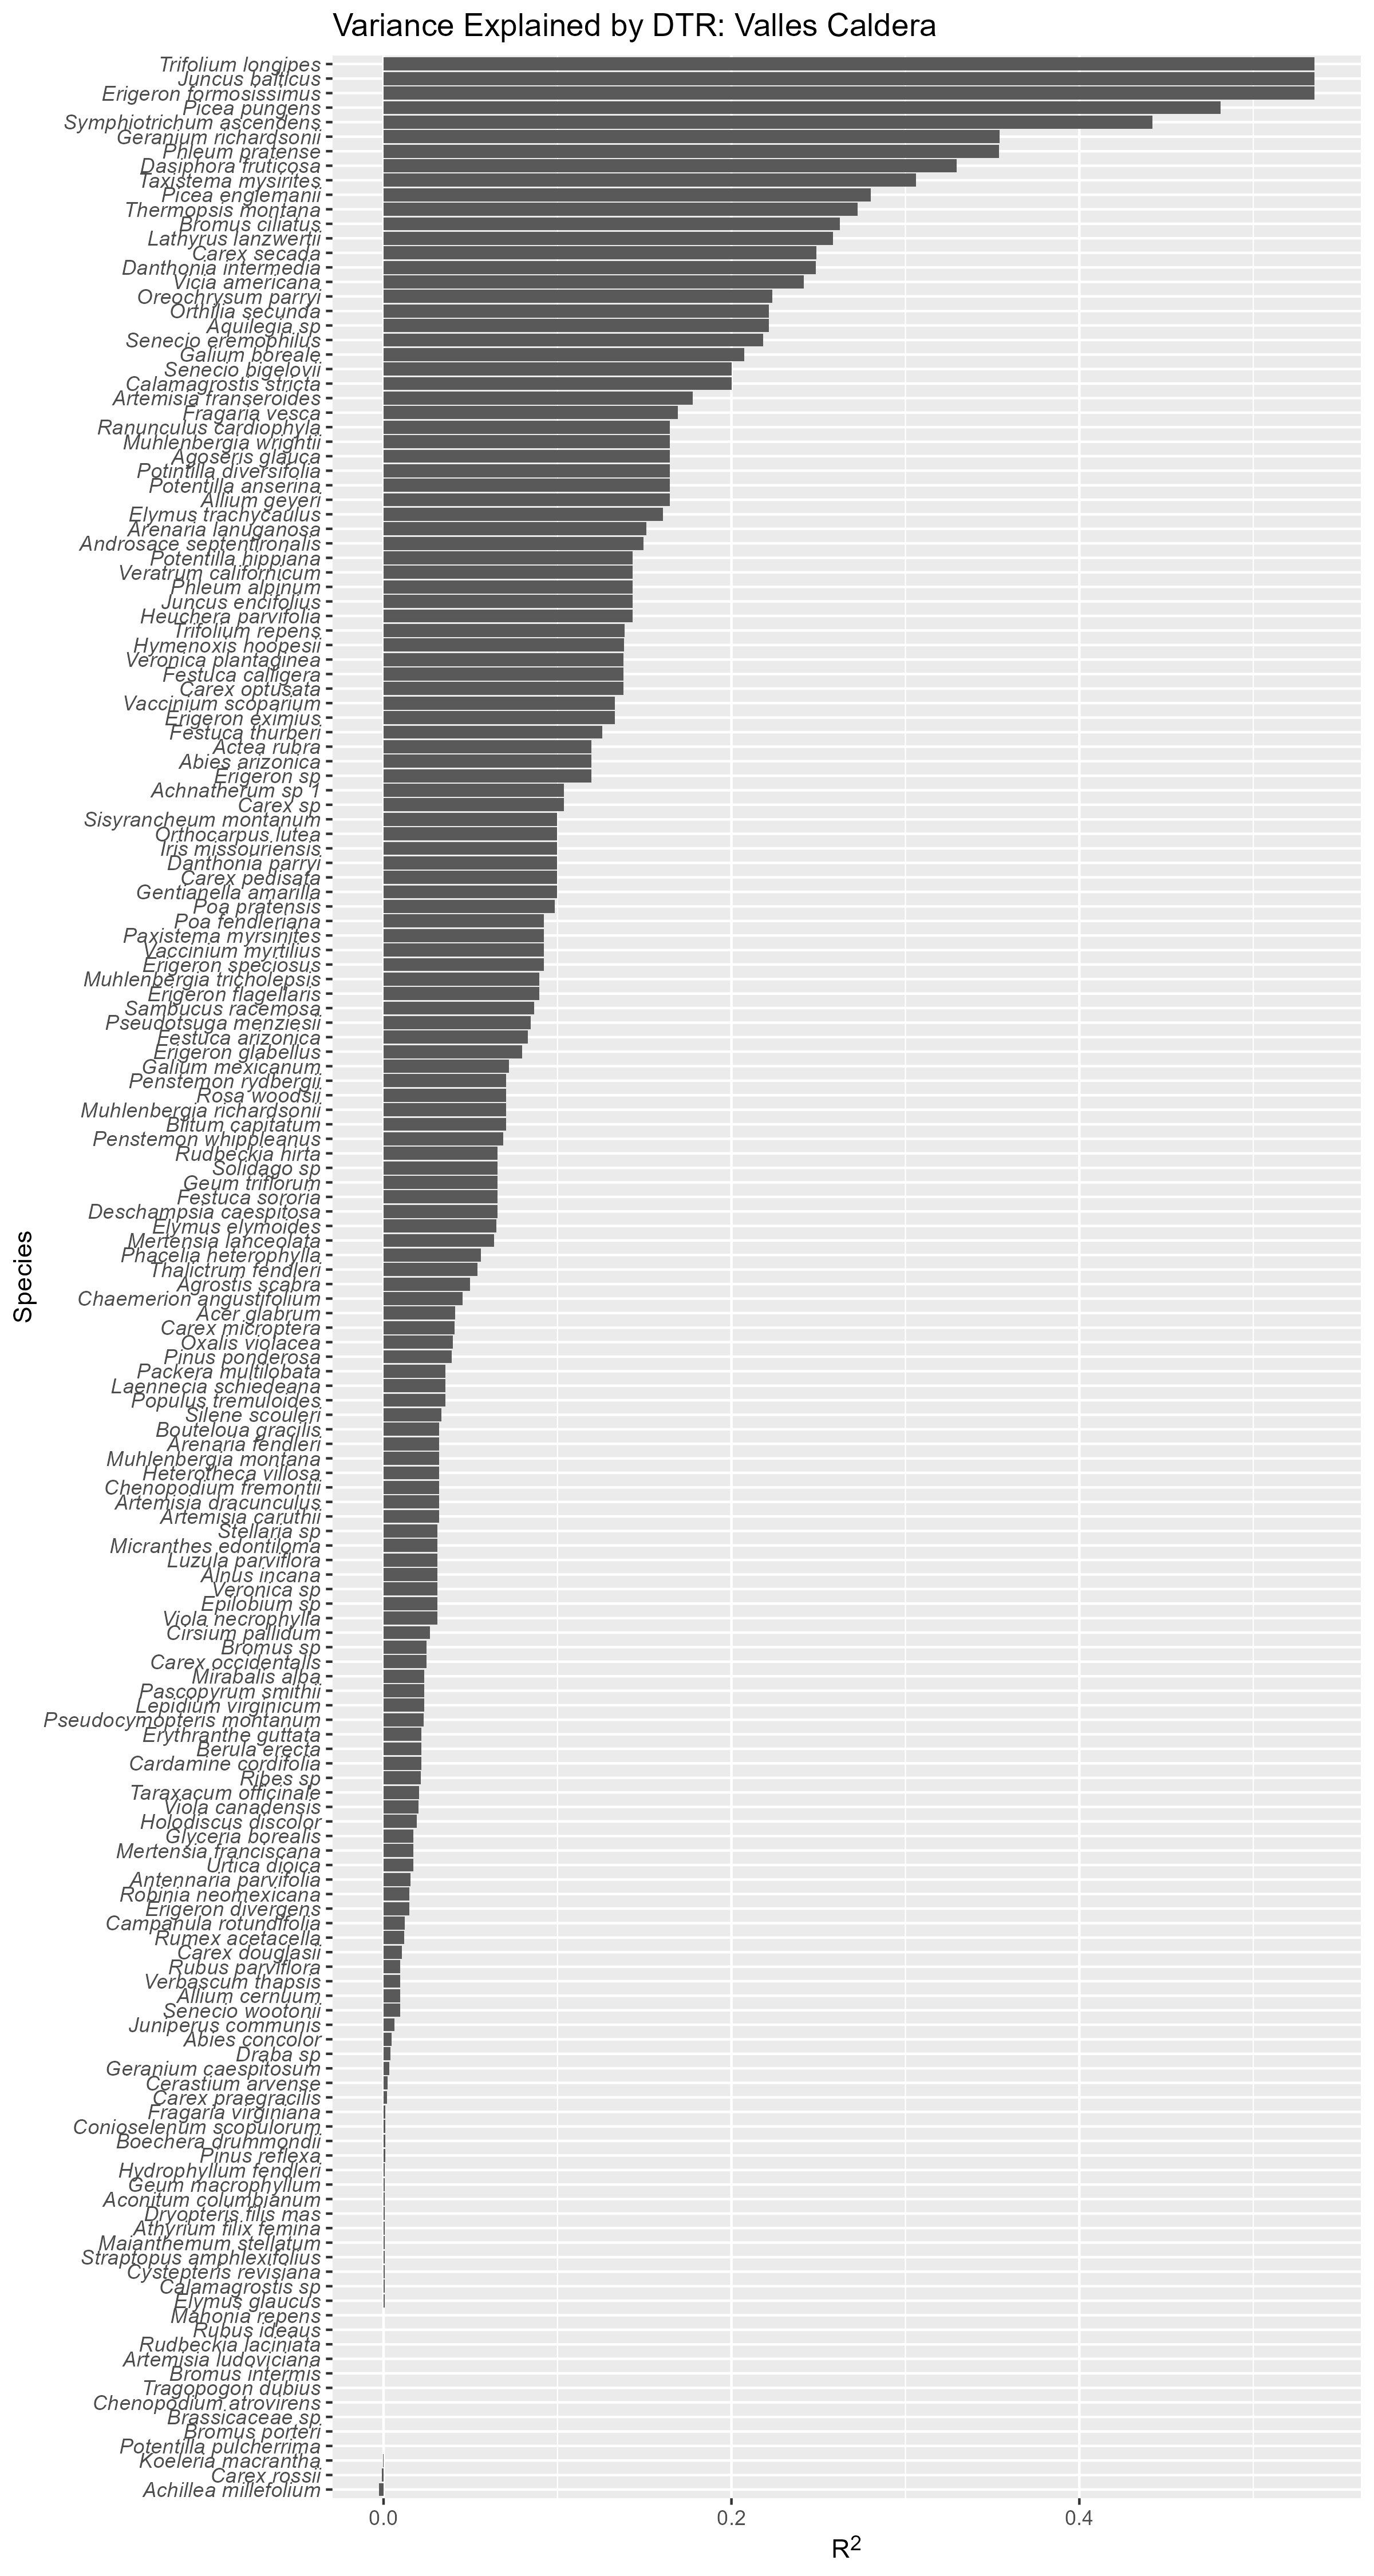 Variance Explained by DTR: Valles Caldera
Trifolium longipes
Juncus balticus
Erigeron formosissimus
Picea pungens
Symphiotrichum ascendens
Geranium richardsonii
Phleum pratense
Dasiphora fruticosa
Taxistema mysirites
Picea englemanii
Thermopsis montana
Bromus ciliatus
Lathyrus lanzwertii
Carex secada
Danthonia intermedia
Vicia americana
Oreochrysum parryi
Orthilia secunda
Aquilegia sp
Senecio eremophilus
Galium boreale
Senecio bigelovii
Calamagrostis stricta
Artemisia franseroides
Fragaria vesca
Ranunculus cardiophyla
Muhlenbergia wrightii
Agoseris glauca
Potintilla diversifolia
Potentilla anserina
Allium geyeri
Elymus trachycaulus
Arenaria lanuganosa
Androsace septentironalis
Potentilla hippiana
Veratrum californicum
Phleum alpinum
Juncus encifolius
Heuchera parvifolia
Trifolium repens
Hymenoxis hoopesii
Veronica plantaginea
Festuca calligera
Carex optusata
Vaccinium scoparium
Erigeron eximius
Festuca thurberi
Actea rubra
Abies arizonica
Erigeron sp
Achnatherum sp 1
Carex sp
Sisyrancheum montanum
Orthocarpus lutea
Iris missouriensis
Danthonia parryi
Carex pedisata
Gentianella amarilla
Poa pratensis
Poa fendleriana
Paxistema myrsinites
Vaccinium myrtilius
Erigeron speciosus
Muhlenbergia tricholepsis
Erigeron flagellaris
Sambucus racemosa
Pseudotsuga menziesii
Festuca arizonica
Erigeron glabellus
Galium mexicanum
Penstemon rydbergii
Rosa woodsii
Muhlenbergia richardsonii
Blitum capitatum
Penstemon whippleanus
Rudbeckia hirta
Solidago sp
Geum triflorum
Festuca sororia
Deschampsia caespitosa
Elymus elymoides
Mertensia lanceolata
Phacelia heterophylla
Thalictrum fendleri
Agrostis scabra
Chaemerion angustifolium
Acer glabrum
Carex microptera
Oxalis violacea
Pinus ponderosa
Packera multilobata
Laennecia schiedeana
Populus tremuloides
Silene scouleri
Bouteloua gracilis
Arenaria fendleri
Muhlenbergia montana
Heterotheca villosa
Chenopodium fremontii
Artemisia dracunculus
Artemisia caruthii
Stellaria sp
Micranthes edontiloma
Luzula parviflora
Alnus incana
Veronica sp
Epilobium sp
Viola necrophylla
Cirsium pallidum
Bromus sp
Carex occidentalls
Mirabalis alba
Pascopyrum smithii
Lepidium virginicum
Pseudocymopteris montanum
Erythranthe guttata
Berula erecta
Cardamine cordifolia
Ribes sp
Taraxacum officinale
Viola canadensis
Holodiscus discolor
Glyceria borealis
Mertensia franciscana
Urtica dioica
Antennaria parvifolia
Robinia neomexicana
Erigeron divergens
Campanula rotundifolia
Rumex acetacella
Carex douglasii
Rubus parviflora
Verbascum thapsis
Allium cernuum
Senecio wootonii
Juniperus communis
Abies concolor
Draba sp
Geranium caespitosum
Cerastium arvense
Carex praegracilis
Fragaria virginiana
Conioselenum scopulorum
Boechera drummondii
Pinus reflexa
Hydrophyllum fendleri
Geum macrophyllum
Aconitum columbianum
Dryopteris filis mas
Athyrium filix femina
Maianthemum stellatum
Straptopus amphlexifolius
Cystepteris revisiana
Calamagrostis sp
Elymus glaucus
Mahonia repens
Rubus ideaus
Rudbeckia laciniata
Artemisia ludoviciana
Bromus intermis
Tragopogon dubius
Chenopodium atrovirens
Brassicaceae sp
Bromus porteri
Potentilla pulcherrima
Koeleria macrantha
Carex rossii
Achillea millefolium
Species
0.0 0.2 0.4
R²